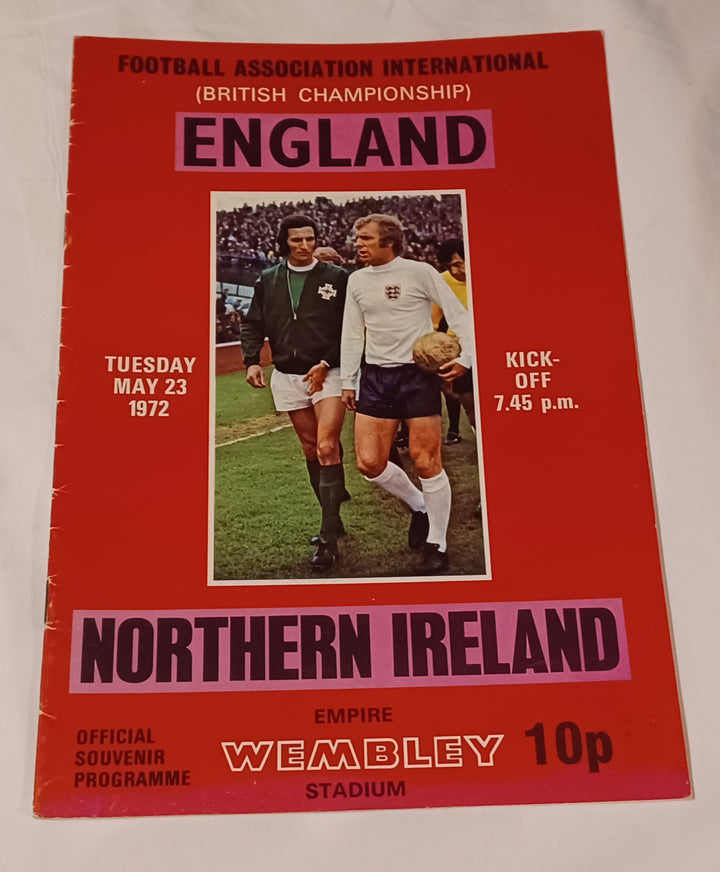 FOOTBALL ASSOCIATION INTERNATIONAL
(BRITISH CHAMPIONSHIP)
ENGLAND
TUESDAY
MAY 23
1972
KICK-
OFF
7.45 p.m.
NORTHERN IRELAND
OFFICIAL
SOUVENIR
PROGRAMME
EMPIRE
WEMBLEY
STADIUM
10p